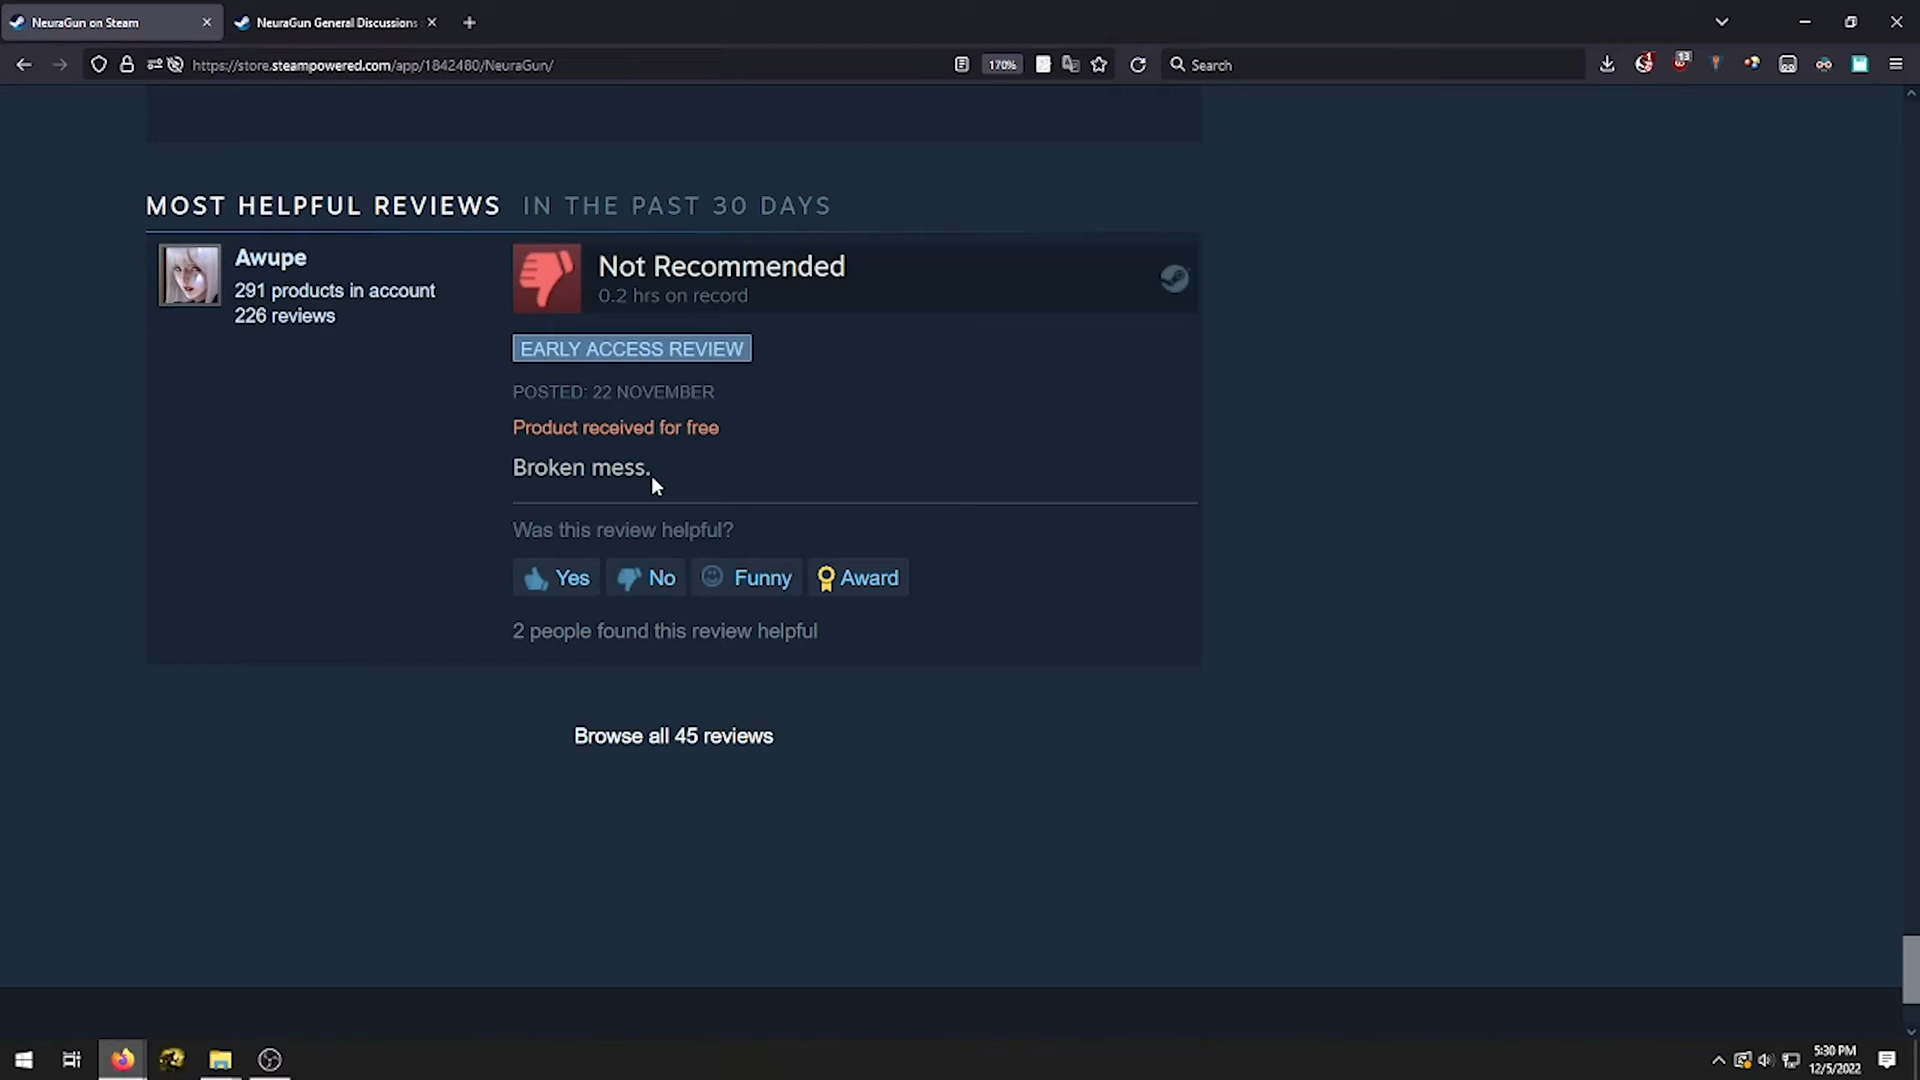 NeuraGun on Steam
NeuraGun General Discussions
https://store.steampowered.com/app/1842480/NeuraGun/
170%
Search
13
MOST HELPFUL REVIEWS IN THE PAST 30 DAYS
Awupe
291 products in account
226 reviews
Not Recommended
0.2 hrs on record
EARLY ACCESS REVIEW
POSTED: 22 NOVEMBER
Product received for free
Broken mess.
Was this review helpful?
Yes No Funny Award
2 people found this review helpful
Browse all 45 reviews
5:30 PM
12/5/2022